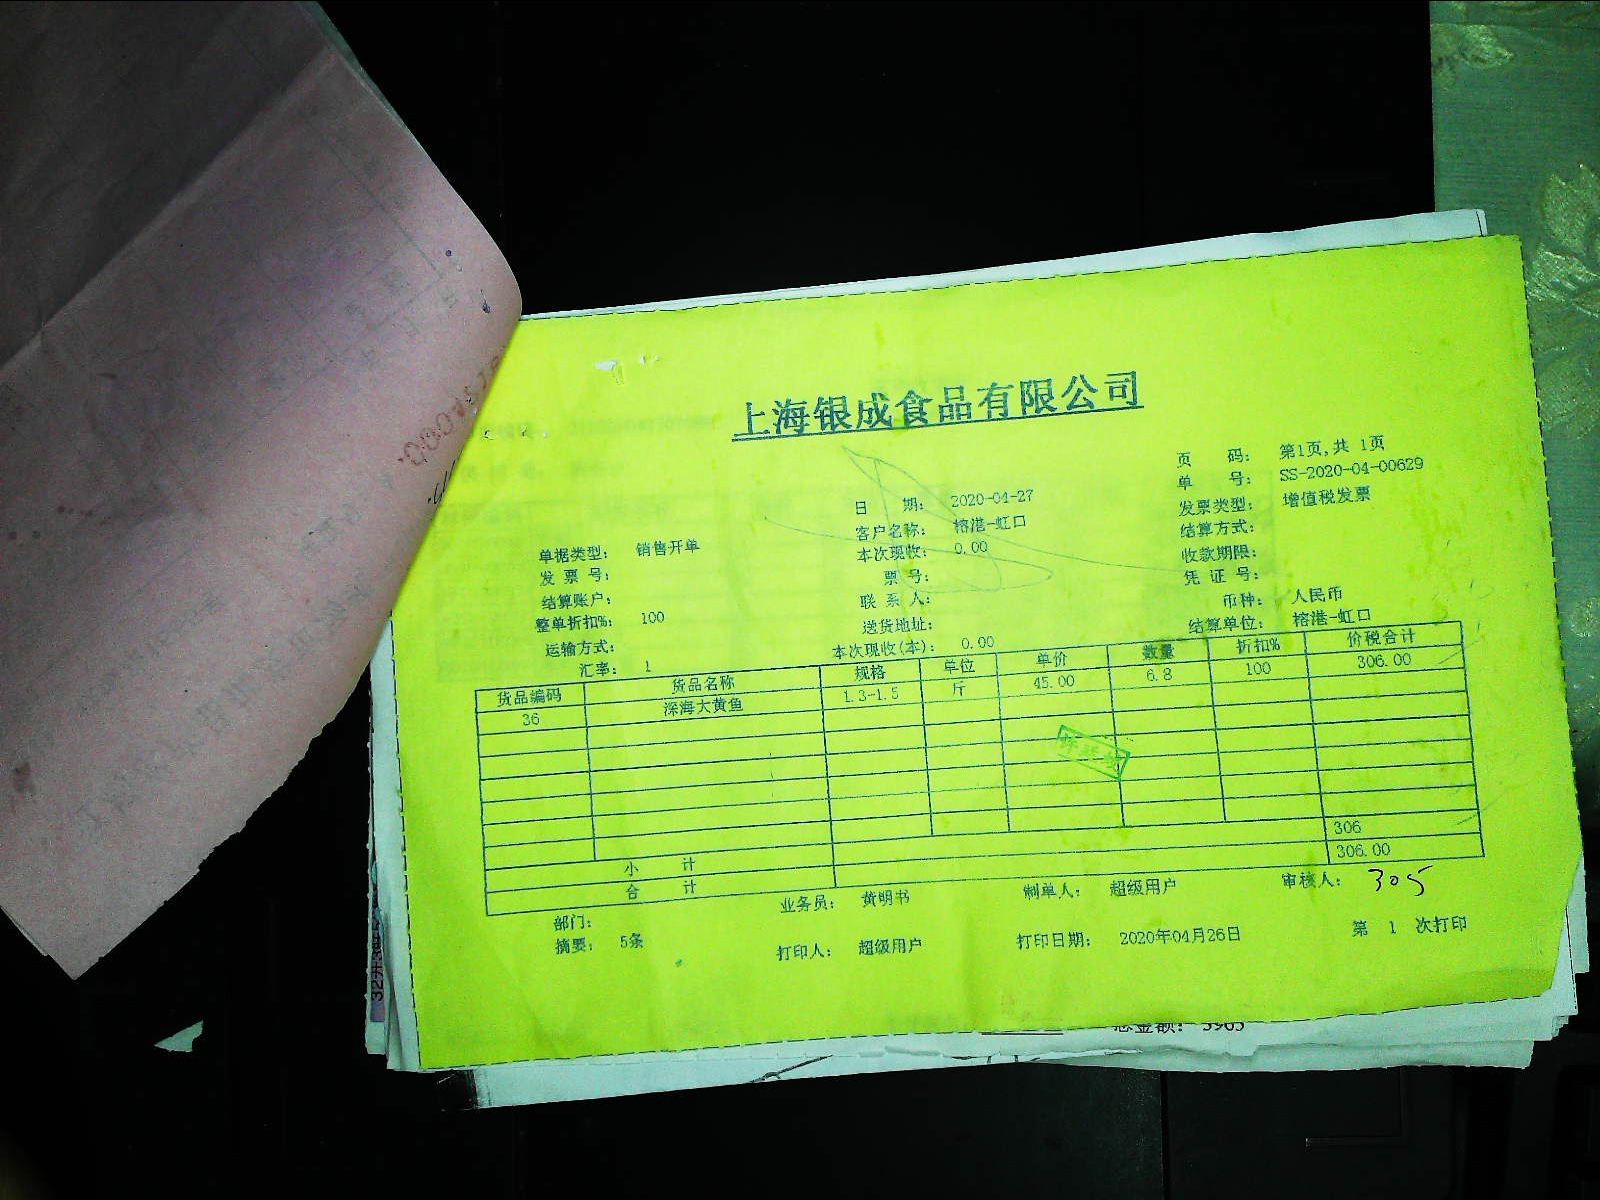 上海银成食品有限公司
页 码: 第1页,共 1页
单 号: SS-2020-04-00629
日 期: 2020-04-27
发票类型: 增值税发票
客户名称: 榕港-虹口
结算方式:
单据类型: 销售开单
本次现收: 0.00
收款期限:
发 票 号:
票 号:
凭 证 号:
结算账户:
联 系 人:
币种: 人民币
整单折扣%: 100
送货地址:
结算单位: 榕港-虹口
运输方式:
本次现收(本): 0.00
汇率: 1
货品编码 货品名称 规格 单位 单价 数量 折扣% 价税合计
36 深海大黄鱼 1.3-1.5 斤 45.00 6.8 100 306.00
小 计 306
合 计 306.00
部门: 业务员: 黄明书 制单人: 超级用户 审核人: 305
摘要: 5条 打印人: 超级用户 打印日期: 2020年04月26日 第 1 次打印
总金额: 3965